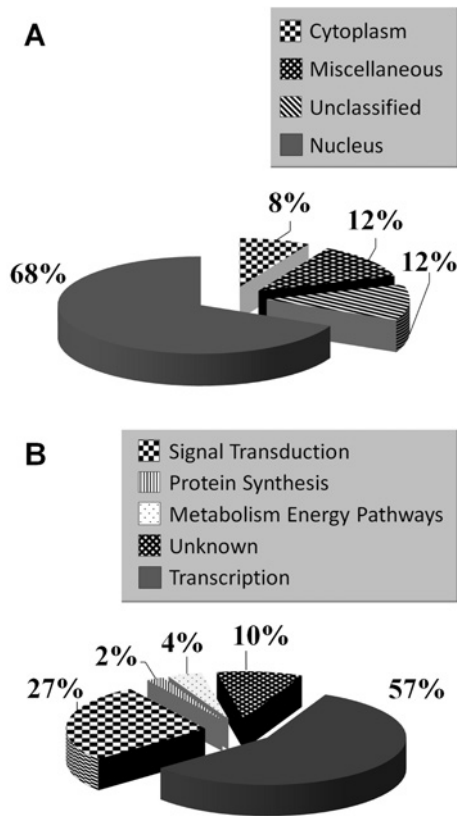 A
Cytoplasm
Miscellaneous
Unclassified
Nucleus
8%
12%
12%
68%
B
Signal Transduction
Protein Synthesis
Metabolism Energy Pathways
Unknown
Transcription
10%
4%
2%
27%
57%